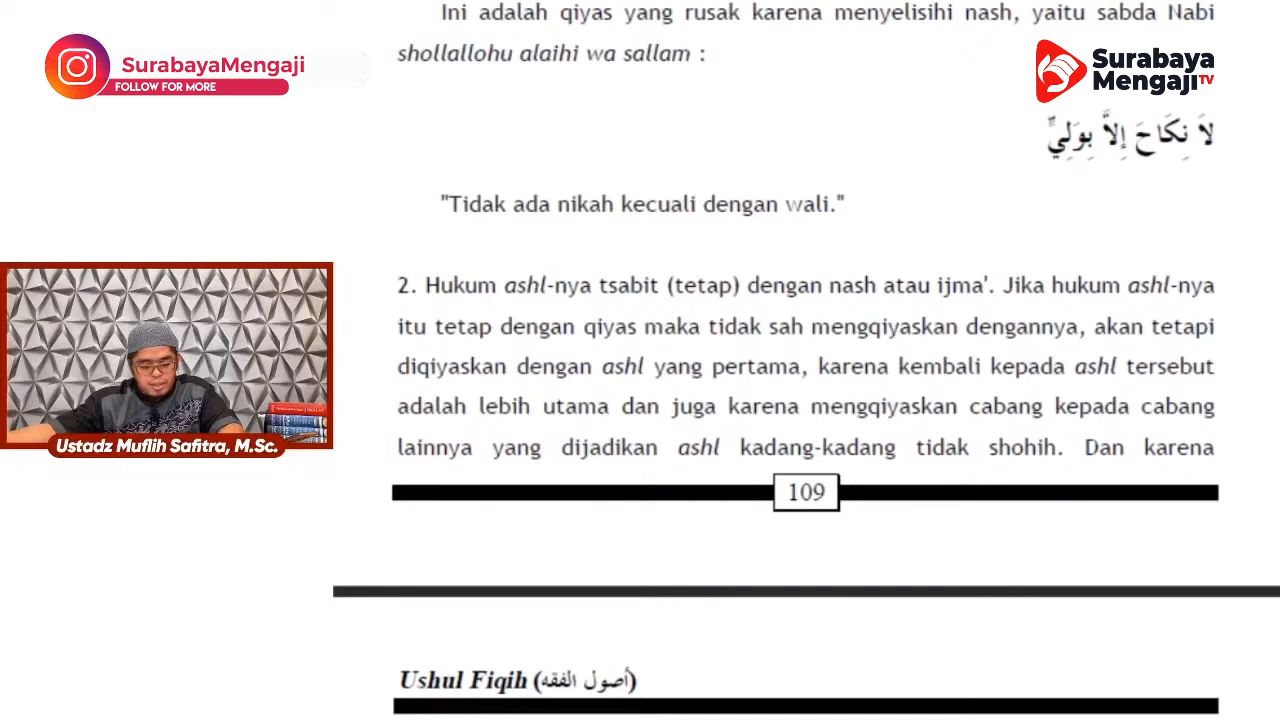 Ini adalah qiyas yang rusak karena menyelisihi nash, yaitu sabda Nabi
shollallohu alaihi wa sallam :
SurabayaMengaji
FOLLOW FOR MORE
Surabaya
MengajiTV
لاَ نِكَاحَ إِلاَّ بِوَلِيٍّ
"Tidak ada nikah kecuali dengan wali."
2. Hukum ashl-nya tsabit (tetap) dengan nash atau ijma'. Jika hukum ashl-nya
itu tetap dengan qiyas maka tidak sah mengqiyaskan dengannya, akan tetapi
diqiyaskan dengan ashl yang pertama, karena kembali kepada ashl tersebut
adalah lebih utama dan juga karena mengqiyaskan cabang kepada cabang
lainnya yang dijadikan ashl kadang-kadang tidak shohih. Dan karena
Ustadz Muflih Safitra, M.Sc.
109
Ushul Fiqih (أصول الفقه)